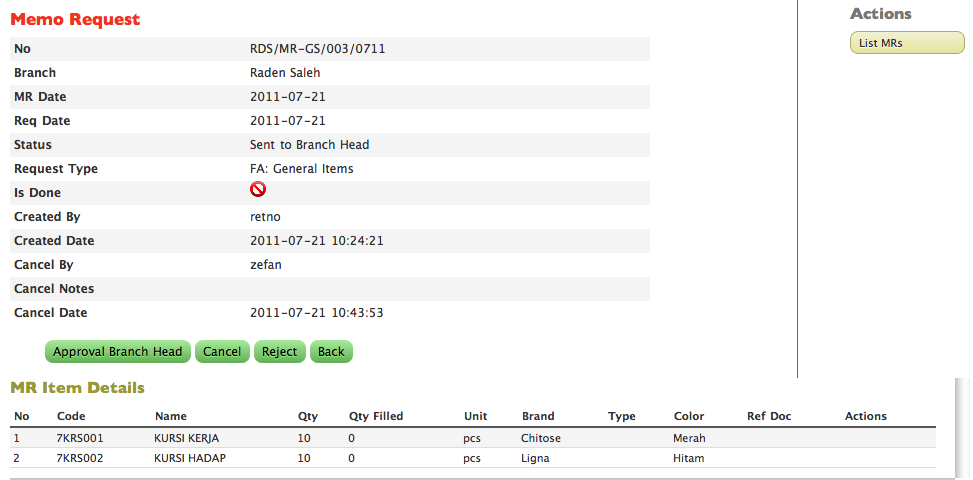 Memo Request
No RDS/MR-GS/003/0711
Branch Raden Saleh
MR Date 2011-07-21
Req Date 2011-07-21
Status Sent to Branch Head
Request Type FA: General Items
Is Done
Created By retno
Created Date 2011-07-21 10:24:21
Cancel By zefan
Cancel Notes
Cancel Date 2011-07-21 10:43:53
Approval Branch Head Cancel Reject Back
Actions
List MRs
MR Item Details
No Code Name Qty Qty Filled Unit Brand Type Color Ref Doc Actions
1 7KRS001 KURSI KERJA 10 0 pcs Chitose Merah
2 7KRS002 KURSI HADAP 10 0 pcs Ligna Hitam